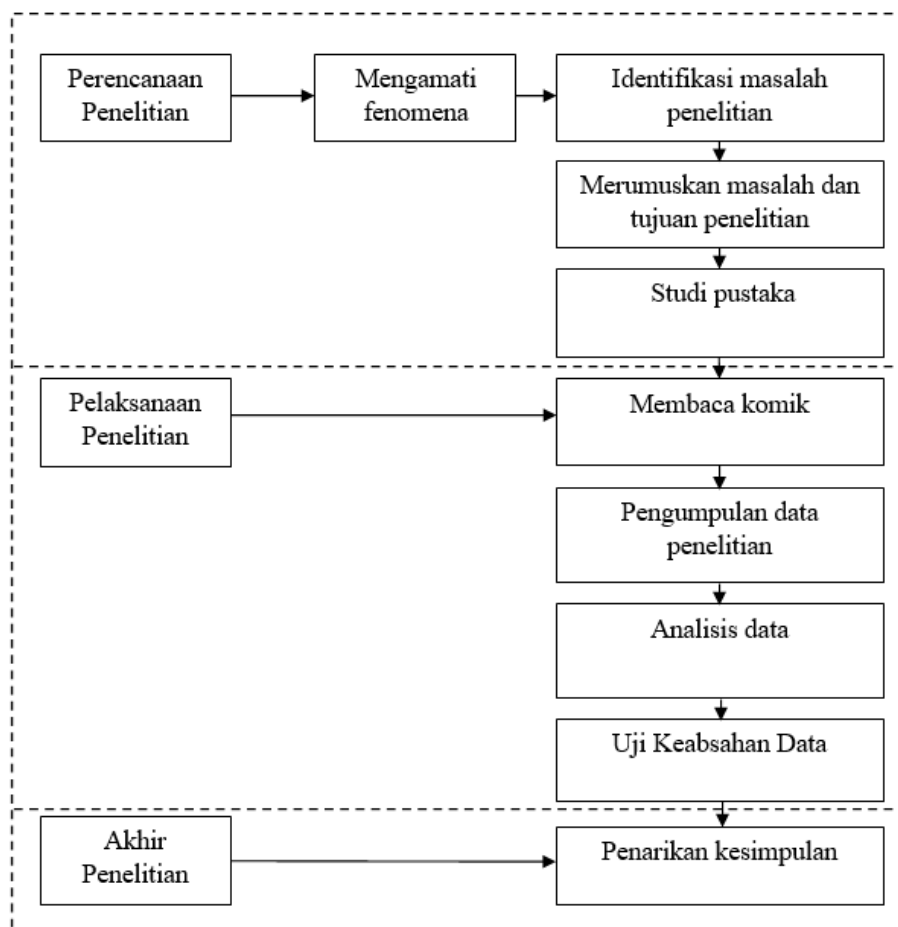 Perencanaan
Penelitian
Mengamati
fenomena
Identifikasi masalah
penelitian
Merumuskan masalah dan
tujuan penelitian
Studi pustaka
Pelaksanaan
Penelitian
Membaca komik
Pengumpulan data
penelitian
Analisis data
Uji Keabsahan Data
Akhir
Penelitian
Penarikan kesimpulan